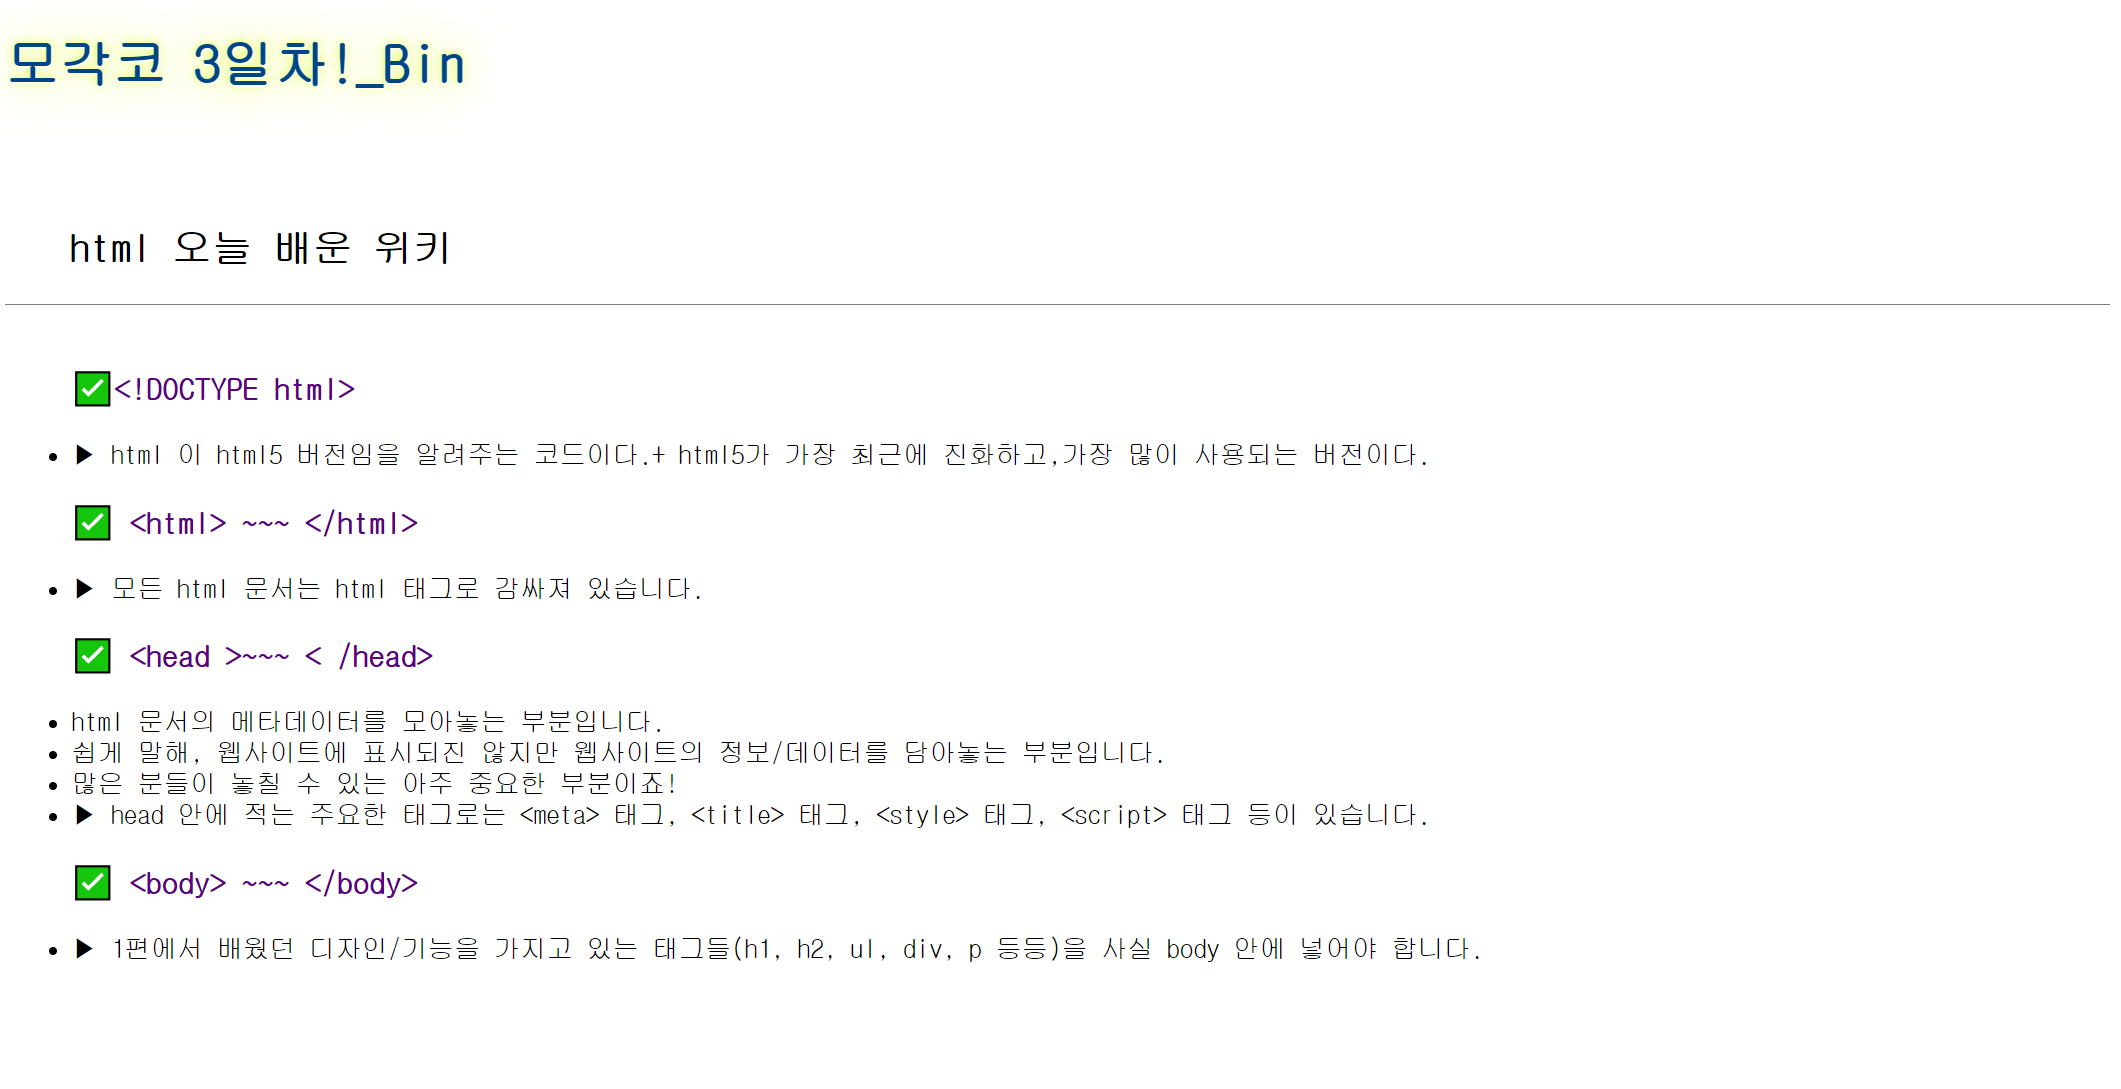 모각코 3일차!_Bin
html 오늘 배운 위키
✅<!DOCTYPE html>
• ▶ html 이 html5 버전임을 알려주는 코드이다.+ html5가 가장 최근에 진화하고,가장 많이 사용되는 버전이다.
✅ <html> ~~~ </html>
• ▶ 모든 html 문서는 html 태그로 감싸져 있습니다.
✅ <head >~~~ < /head>
• html 문서의 메타데이터를 모아놓는 부분입니다.
• 쉽게 말해, 웹사이트에 표시되진 않지만 웹사이트의 정보/데이터를 담아놓는 부분입니다.
• 많은 분들이 놓칠 수 있는 아주 중요한 부분이죠!
• ▶ head 안에 적는 주요한 태그로는 <meta> 태그, <title> 태그, <style> 태그, <script> 태그 등이 있습니다.
✅ <body> ~~~ </body>
• ▶ 1편에서 배웠던 디자인/기능을 가지고 있는 태그들(h1, h2, ul, div, p 등등)을 사실 body 안에 넣어야 합니다.